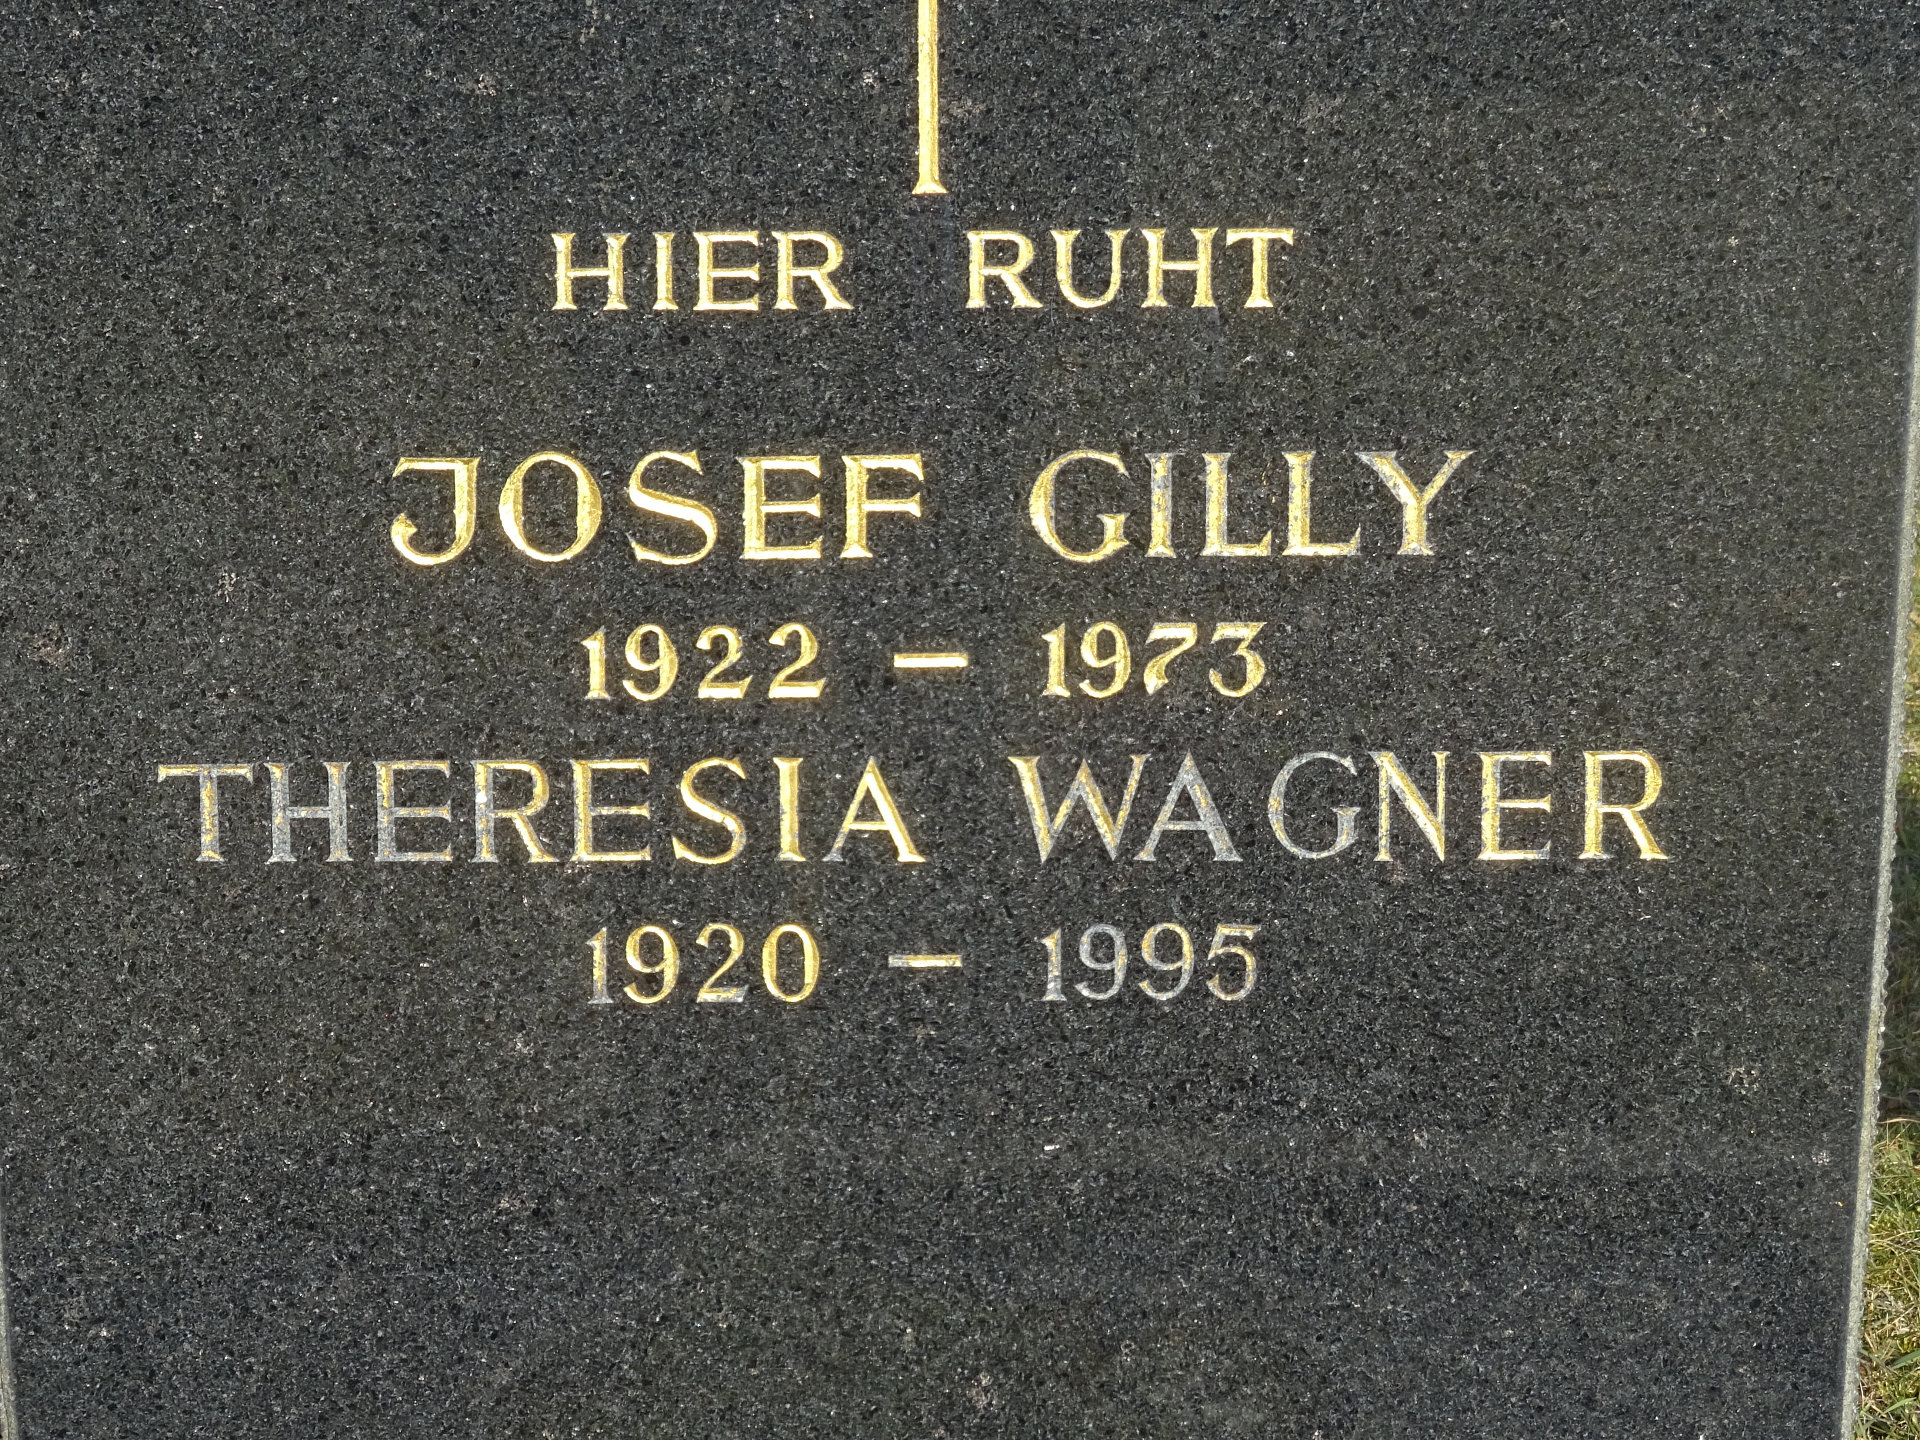 HIER RUHT
JOSEF GILLY
1922 – 1973
THERESIA WAGNER
1920 – 1995